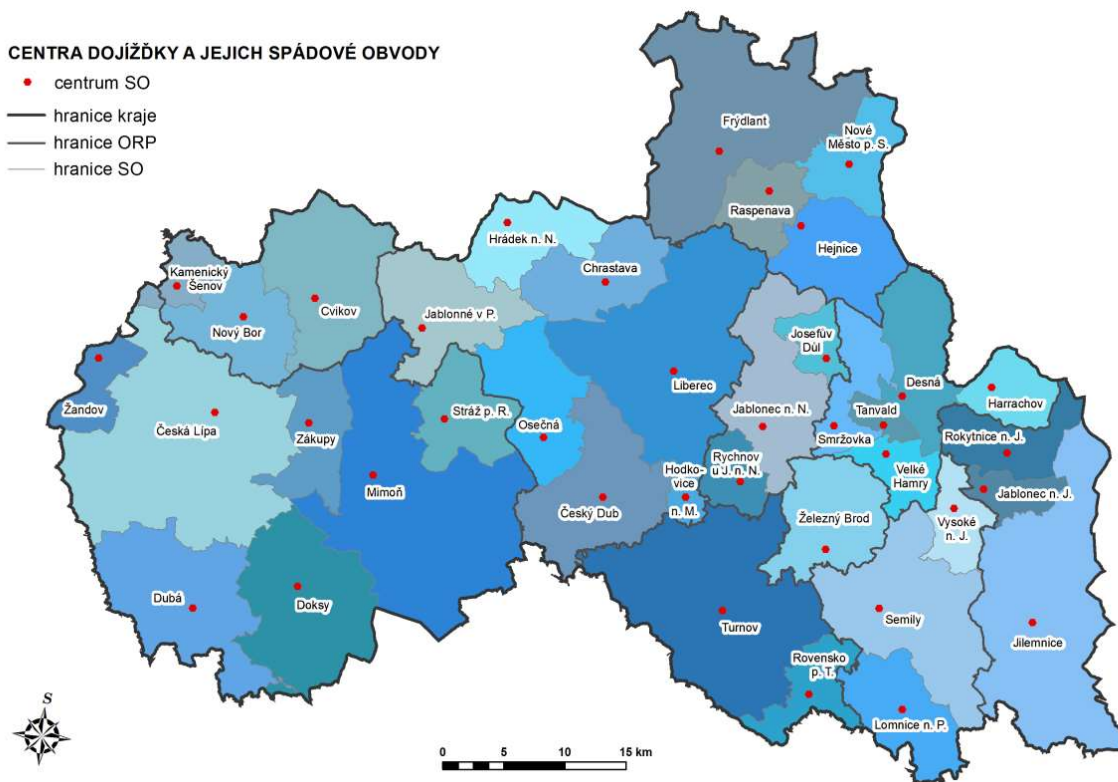 CENTRA DOJÍŽĎKY A JEJICH SPÁDOVÉ OBVODY
centrum SO
hranice kraje
hranice ORP
hranice SO
Frýdlant
Nové
Město p. S.
Raspenava
Hejnice
Hrádek n. N.
Chrastava
Kamenický
Šenov
Nový Bor
Cvikov
Jablonné v P.
Josefův
Důl
Liberec
Desná
Harrachov
Žandov
Česká Lípa
Zákupy
Stráž p. R.
Osečná
Jablonec n. N.
Tanvald
Smržovka
Rokytnice n. J.
Mimoň
Český Dub
Hodko-
vice
n. M.
Rychnov
u J. n. N.
Velké
Hamry
Jablonec n. J.
Vysoké
n. J.
Železný Brod
Dubá
Doksy
Turnov
Semily
Jilemnice
Rovensko
p. T.
Lomnice n. P.
S
0 5 10 15 km